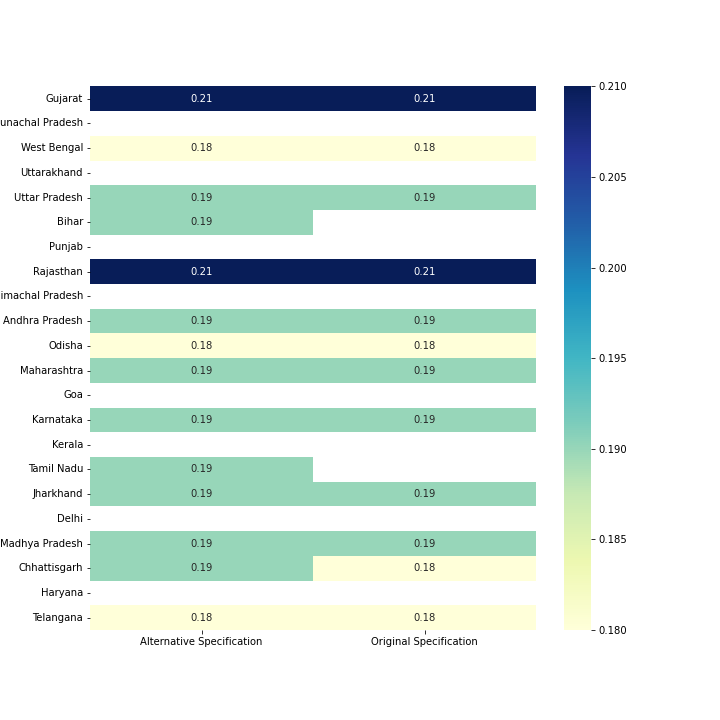 Gujarat 0.21 0.21
unachal Pradesh
West Bengal 0.18 0.18
Uttarakhand
Uttar Pradesh 0.19 0.19
Bihar 0.19
Punjab
Rajasthan 0.21 0.21
imachal Pradesh
Andhra Pradesh 0.19 0.19
Odisha 0.18 0.18
Maharashtra 0.19 0.19
Goa
Karnataka 0.19 0.19
Kerala
Tamil Nadu 0.19
Jharkhand 0.19 0.19
Delhi
Madhya Pradesh 0.19 0.19
Chhattisgarh 0.19 0.18
Haryana
Telangana 0.18 0.18
Alternative Specification Original Specification
0.210
0.205
0.200
0.195
0.190
0.185
0.180